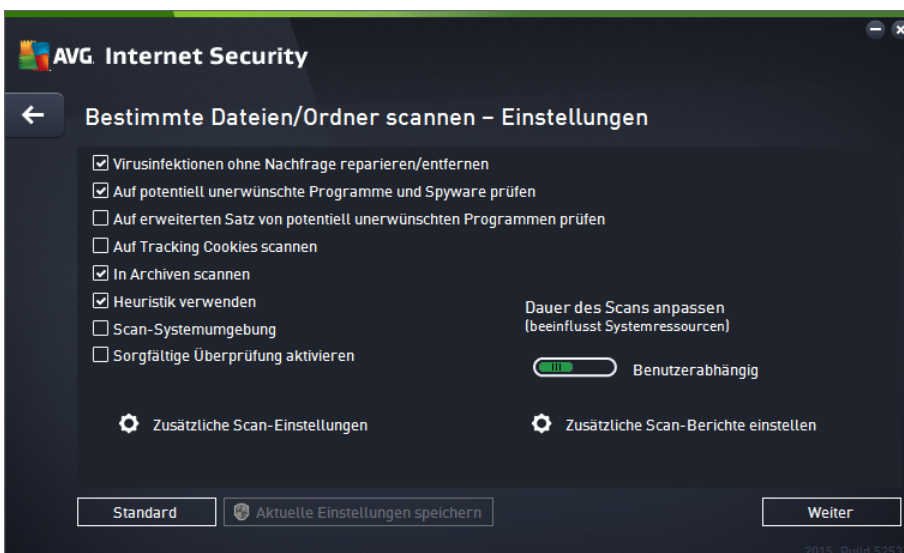 AVG. Internet Security
Bestimmte Dateien/Ordner scannen – Einstellungen
Virusinfektionen ohne Nachfrage reparieren/entfernen
Auf potentiell unerwünschte Programme und Spyware prüfen
Auf erweiterten Satz von potentiell unerwünschten Programmen prüfen
Auf Tracking Cookies scannen
In Archiven scannen
Heuristik verwenden
Scan-Systemumgebung
Sorgfältige Überprüfung aktivieren
Dauer des Scans anpassen
(beeinflusst Systemressourcen)
Benutzerabhängig
Zusätzliche Scan-Einstellungen
Zusätzliche Scan-Berichte einstellen
Standard
Aktuelle Einstellungen speichern
Weiter
2015 Build 5253